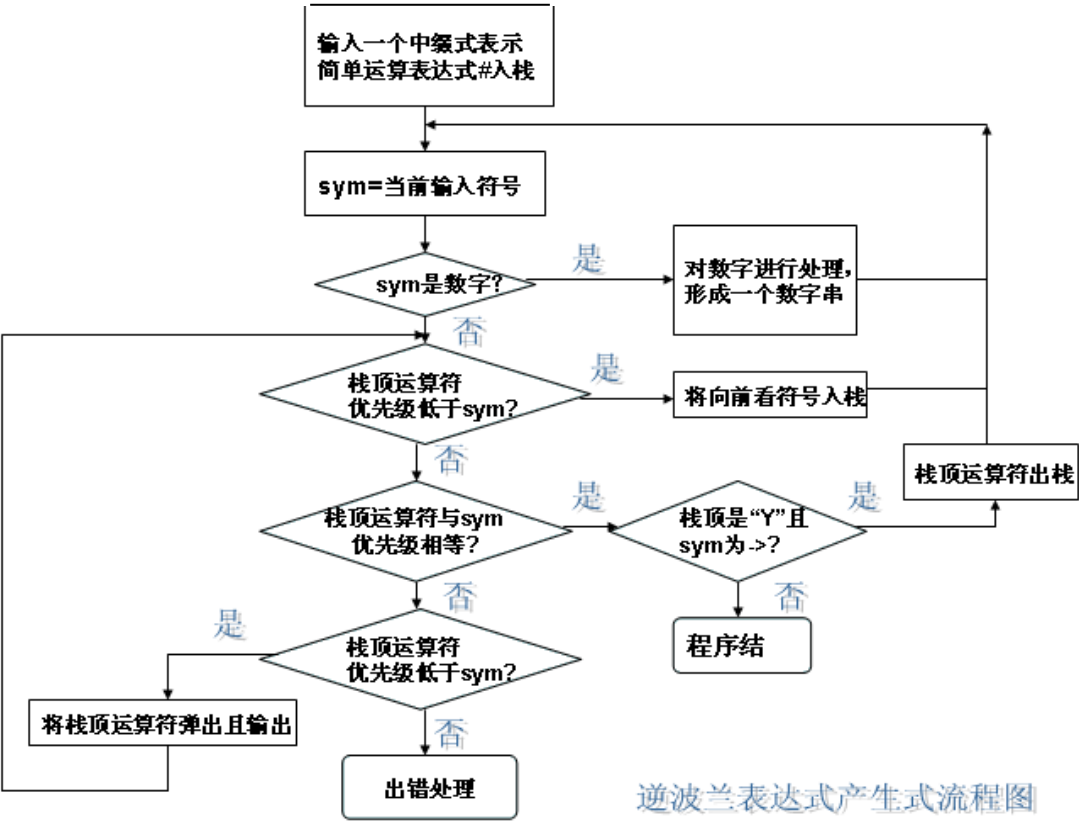 输入一个中缀式表示
简单运算表达式#入栈
sym=当前输入符号
sym是数字?
是
对数字进行处理,
形成一个数字串
否
栈顶运算符
优先级低于sym?
是
将向前看符号入栈
否
栈顶运算符出栈
栈顶运算符与sym
优先级相等?
是
栈顶是“Y”且
sym为->?
是
否
否
程序结
是
栈顶运算符
优先级低于sym?
将栈顶运算符弹出且输出
否
出错处理
逆波兰表达式产生式流程图